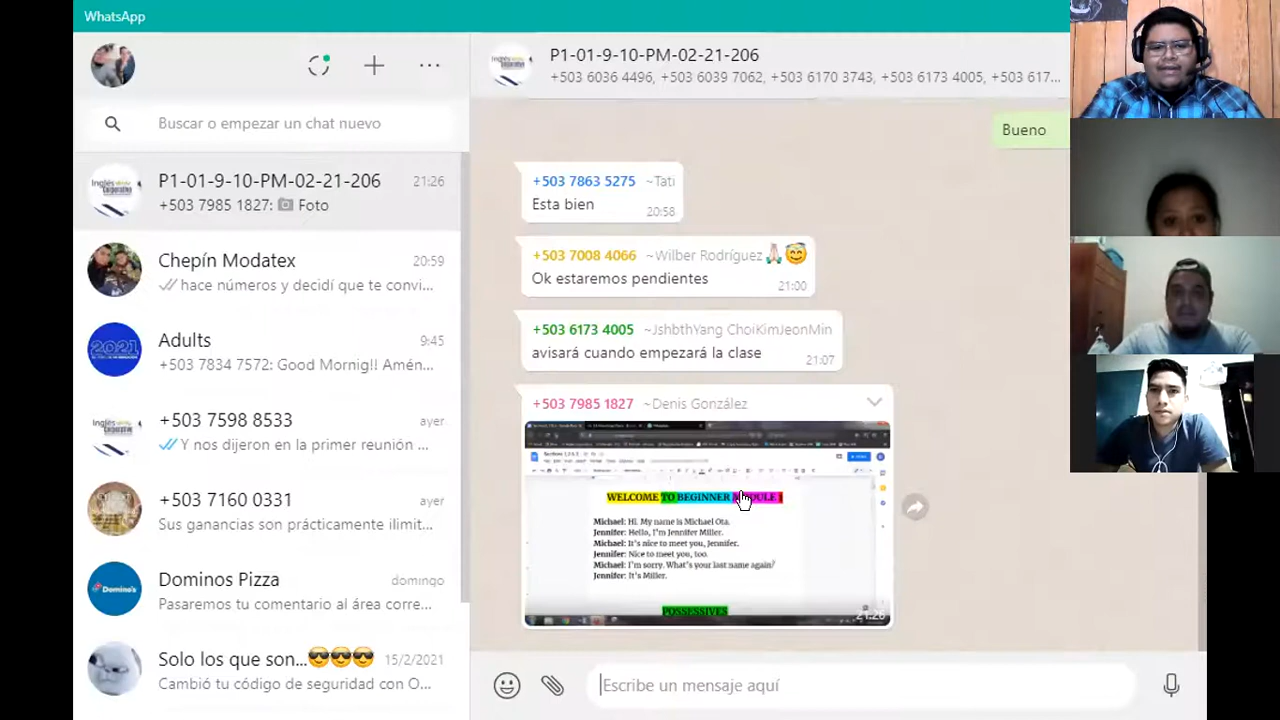 WhatsApp
Buscar o empezar un chat nuevo
P1-01-9-10-PM-02-21-206
21:26
+503 7985 1827: Foto
Chepín Modatex
20:59
hace números y decidí que te convi...
Adults
9:45
+503 7834 7572: Good Mornig!! Amén...
2021
+503 7598 8533
ayer
Y nos dijeron en la primer reunión ...
+503 7160 0331
ayer
Sus ganancias son prácticamente ilimit...
Dominos Pizza
domingo
Pasaremos tu comentario al área corre...
Domino's
Solo los que son...😎😎😎
15/2/2021
Cambió tu código de seguridad con O...
P1-01-9-10-PM-02-21-206
+503 6036 4496, +503 6039 7062, +503 6170 3743, +503 6173 4005, +503 617...
Bueno
+503 7863 5275 ~Tati
Esta bien
20:58
+503 7008 4066 ~Wilber Rodríguez🙏🏻😇
Ok estaremos pendientes
21:00
+503 6173 4005 ~JshbthYang ChoiKimJeonMin
avisará cuando empezará la clase
21:07
+503 7985 1827 ~Denis González
WELCOME TO BEGINNER MODULE 1
Michael: Hi. My name is Michael Ota.
Jennifer: Hello, I'm Jennifer Miller.
Michael: It's nice to meet you, Jennifer.
Jennifer: Nice to meet you, too.
Michael: I'm sorry. What's your last name again?
Jennifer: It's Miller.
POSSESSIVES
21:26
Escribe un mensaje aquí